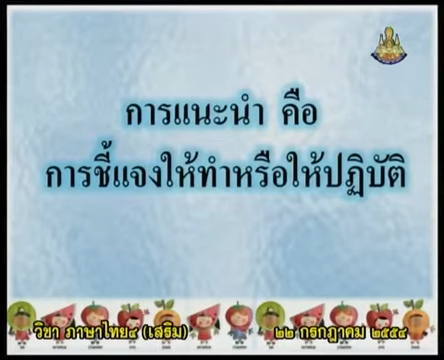 การแนะนำ คือ
การชี้แจงให้ทำหรือให้ปฏิบัติ
วิขา ภาษาไทย๔ (เสริม)
๒๒ กรกฎาคม ๒๕๕๔